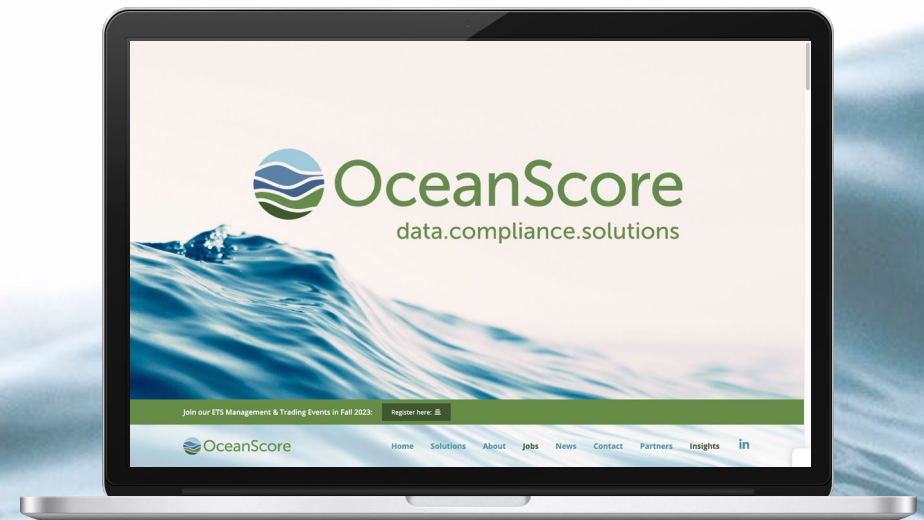 OceanScore
data.compliance.solutions
Join our ETS Management & Trading Events in Fall 2023: Register here:
OceanScore Home Solutions About Jobs News Contact Partners Insights in